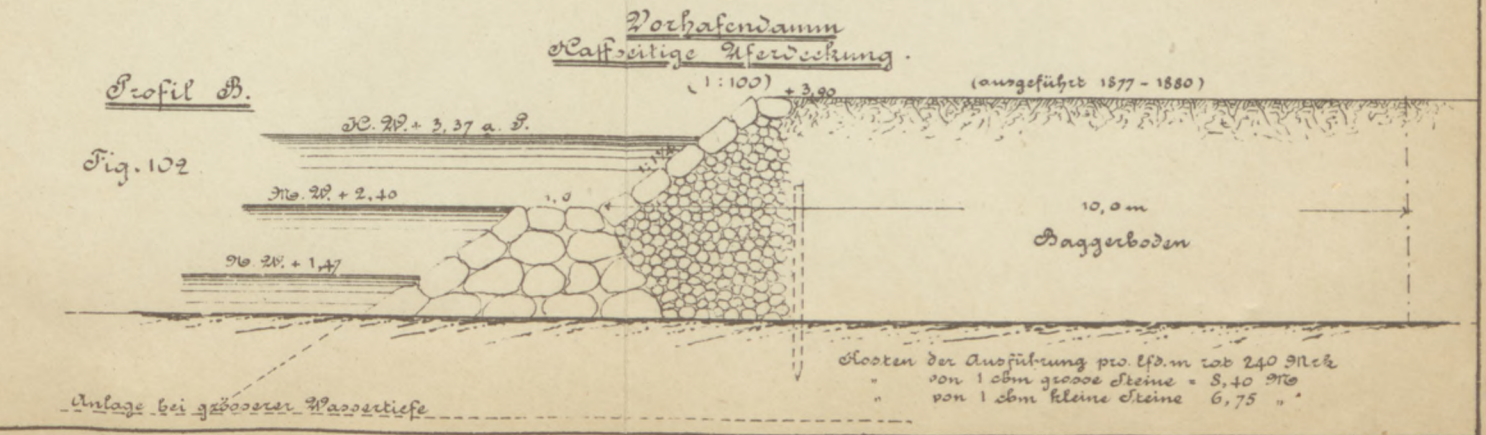 Vorhafendamm
Haffseitige Uferdeckung.
(1:100)
Profil B.
+ 3,90
(ausgeführt 1877 - 1880)
H. W. + 3,37 a. P.
Fig. 102
M. W. + 2,40
1,0
10,0 m
Baggerboden
N. W. + 1,47
Kosten der Ausführung pro. lfd. m rot 240 Mrk
" von 1 cbm grosse Steine = 8,40 M
" von 1 cbm kleine Steine 6,75 "
Anlage bei grösserer Wassertiefe